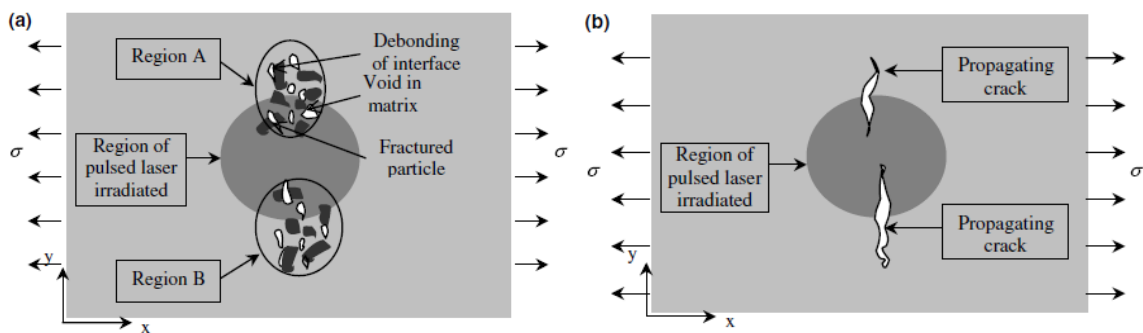 (a)
Region A
Debonding
of interface
Void in
matrix
Fractured
particle
Region of
pulsed laser
irradiated
σ
σ
Region B
y
x
(b)
Propagating
crack
Region of
pulsed laser
irradiated
σ
σ
Propagating
crack
y
x